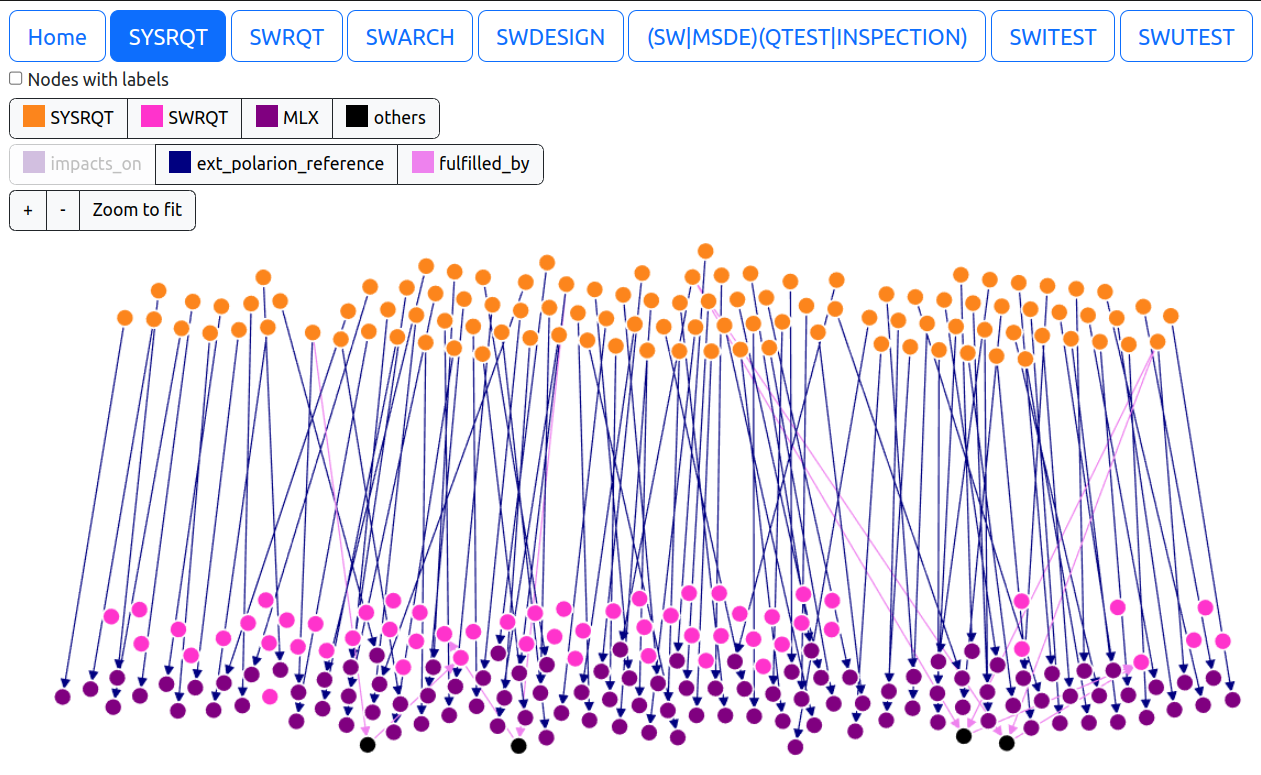 Home SYSRQT SWRQT SWARCH SWDESIGN (SW|MSDE)(QTEST|INSPECTION) SWITEST SWUTEST
Nodes with labels
SYSRQT SWRQT MLX others
impacts_on ext_polarion_reference fulfilled_by
+ - Zoom to fit